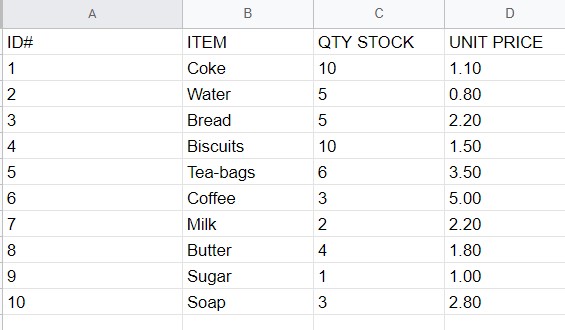 A B C D
ID# ITEM QTY STOCK UNIT PRICE
1 Coke 10 1.10
2 Water 5 0.80
3 Bread 5 2.20
4 Biscuits 10 1.50
5 Tea-bags 6 3.50
6 Coffee 3 5.00
7 Milk 2 2.20
8 Butter 4 1.80
9 Sugar 1 1.00
10 Soap 3 2.80